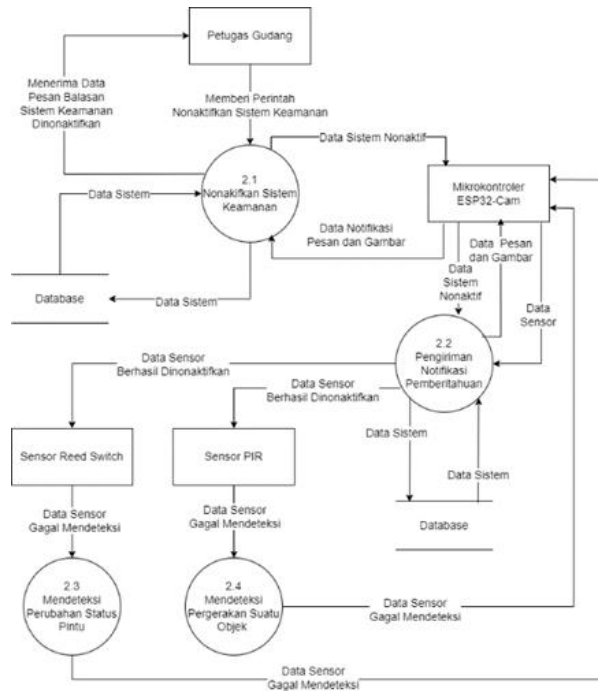 Petugas Gudang
Menerima Data
Pesan Balasan
Sistem Keamanan
Dinonaktifkan
Memberi Perintah
Nonaktifkan Sistem Keamanan
Data Sistem Nonaktif
2.1
Nonakifkan Sistem
Keamanan
Mikrokontroler
ESP32-Cam
Data Sistem
Data Notifikasi
Pesan dan Gambar
Data Pesan
dan Gambar
Data
Sistem
Nonaktif
Data
Sensor
Database
Data Sistem
2.2
Pengiriman
Notifikasi
Pemberitahuan
Data Sensor
Berhasil Dinonaktifkan
Data Sensor
Berhasil Dinonaktifkan
Data Sistem
Data Sistem
Sensor Reed Switch
Sensor PIR
Database
Data Sensor
Gagal Mendeteksi
Data Sensor
Gagal Mendeteksi
2.3
Mendeteksi
Perubahan Status
Pintu
2.4
Mendeteksi
Pergerakan Suatu
Objek
Data Sensor
Gagal Mendeteksi
Data Sensor
Gagal Mendeteksi